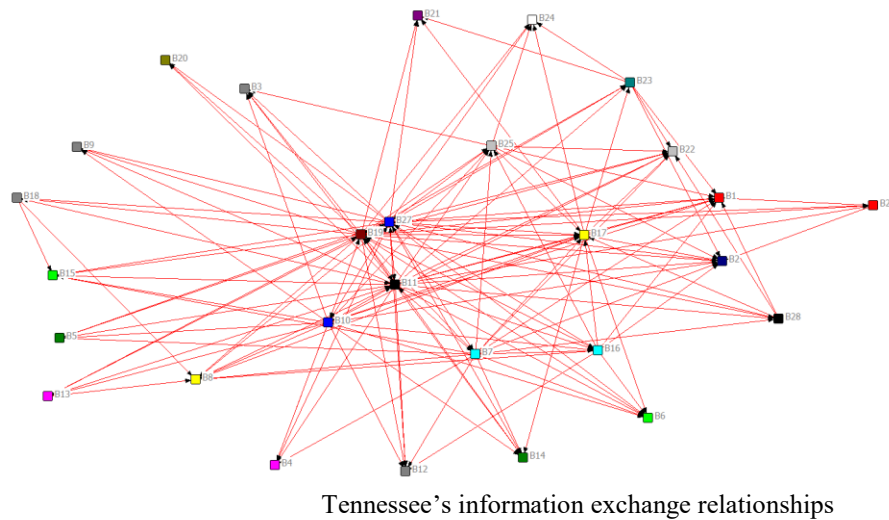 B21
B24
B20
B23
B3
B25
B9
B22
B18
B1
B2
B27
B19
B17
B2
B15
B11
B28
B10
B5
B7
B16
B8
B13
B6
B4
B12
B14
Tennessee’s information exchange relationships